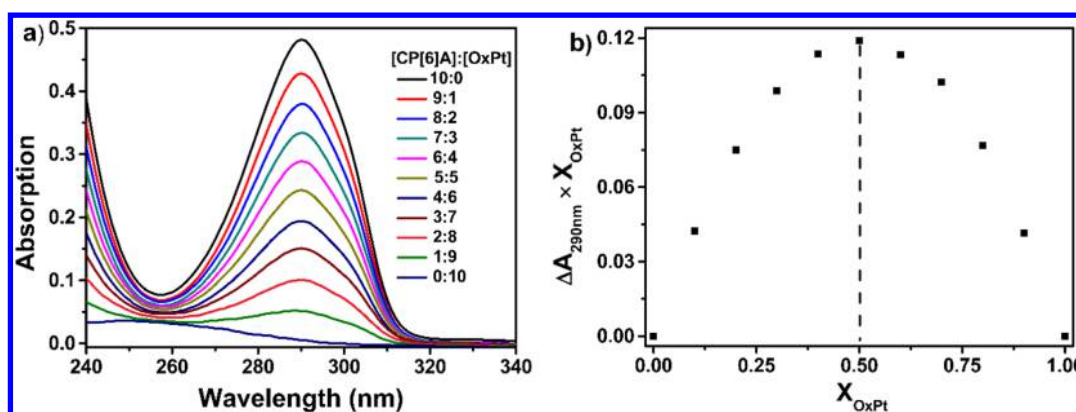 a)
Absorption
0.5
0.4
0.3
0.2
0.1
0.0
[CP[6]A]:[OxPt]
10:0
9:1
8:2
7:3
6:4
5:5
4:6
3:7
2:8
1:9
0:10
240 260 280 300 320 340
Wavelength (nm)
b)
ΔA290nm × XOxPt
0.12
0.09
0.06
0.03
0.00
0.00 0.25 0.50 0.75 1.00
XOxPt